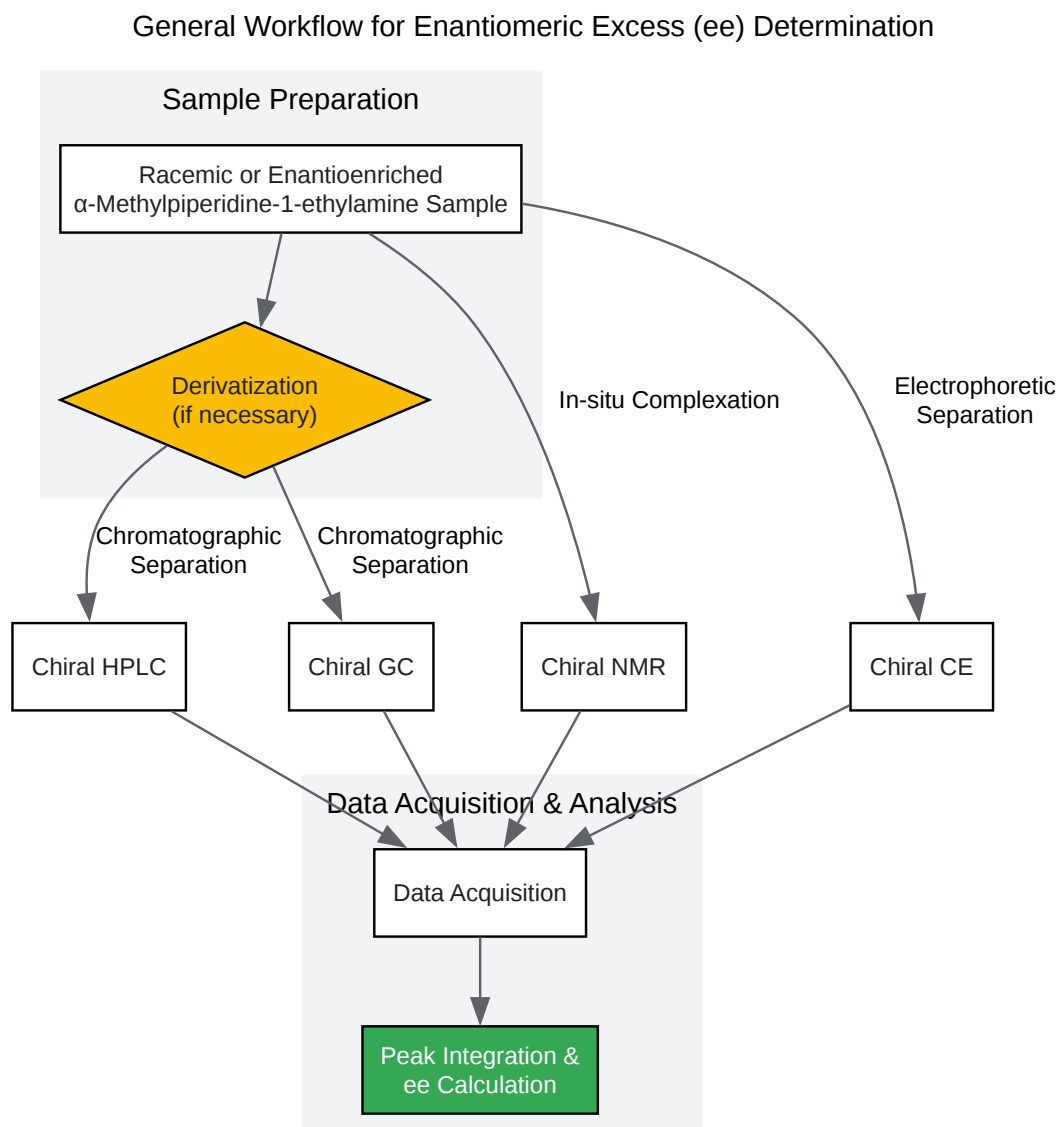 General Workflow for Enantiomeric Excess (ee) Determination
Sample Preparation
Racemic or Enantioenriched
α-Methylpiperidine-1-ethylamine Sample
Derivatization
(if necessary)
In-situ Complexation
Electrophoretic
Separation
Chromatographic
Separation
Chromatographic
Separation
Chiral HPLC
Chiral GC
Chiral NMR
Chiral CE
Data Acquisition & Analysis
Data Acquisition
Peak Integration &
ee Calculation